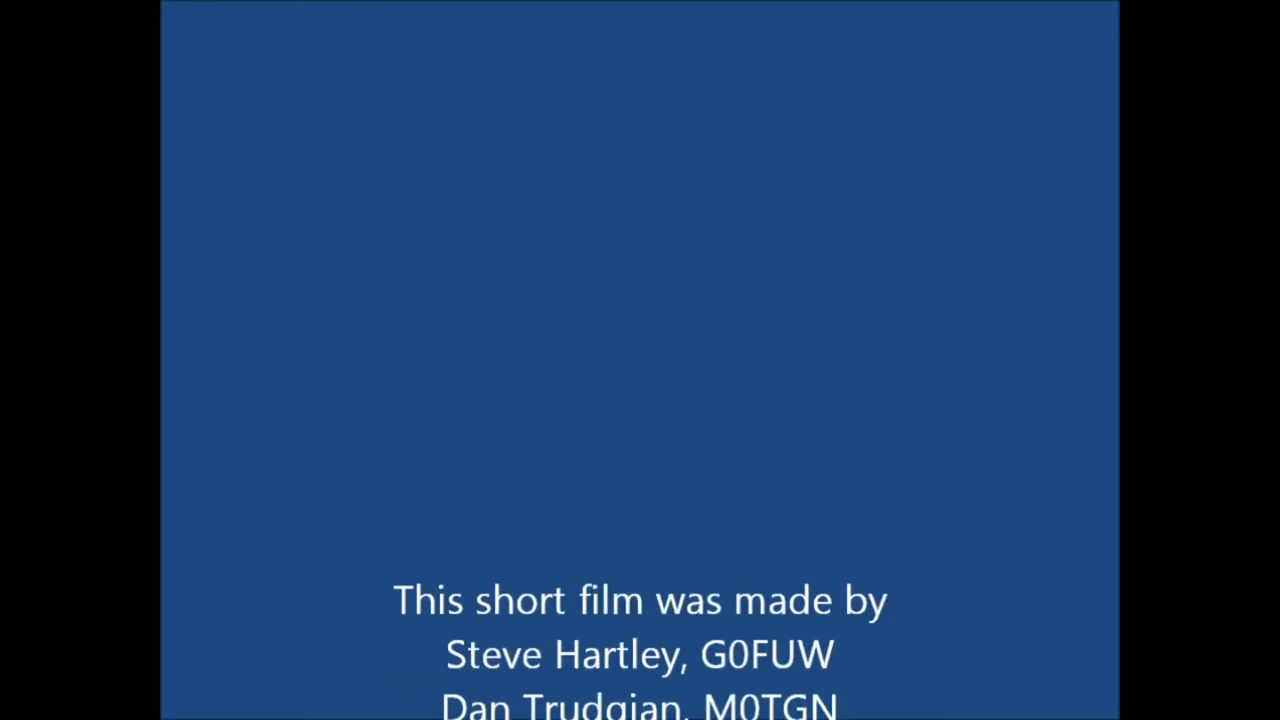 This short film was made by
Steve Hartley, G0FUW
Dan Trudgian, M0TGN